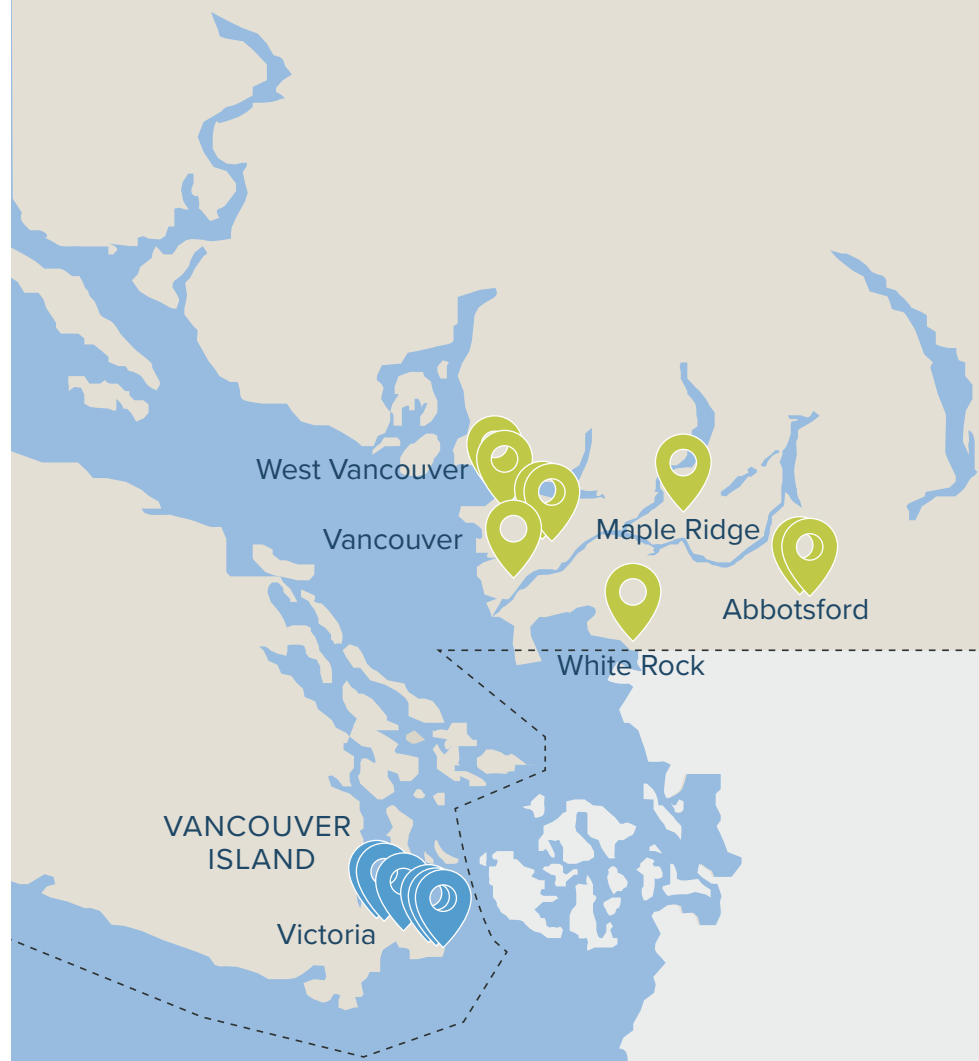 West Vancouver
Vancouver
Maple Ridge
Abbotsford
White Rock
VANCOUVER
ISLAND
Victoria